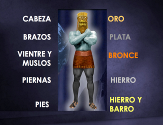 CABEZA ORO
BRAZOS PLATA
VIENTRE Y
MUSLOS BRONCE
PIERNAS HIERRO
PIES HIERRO Y
BARRO